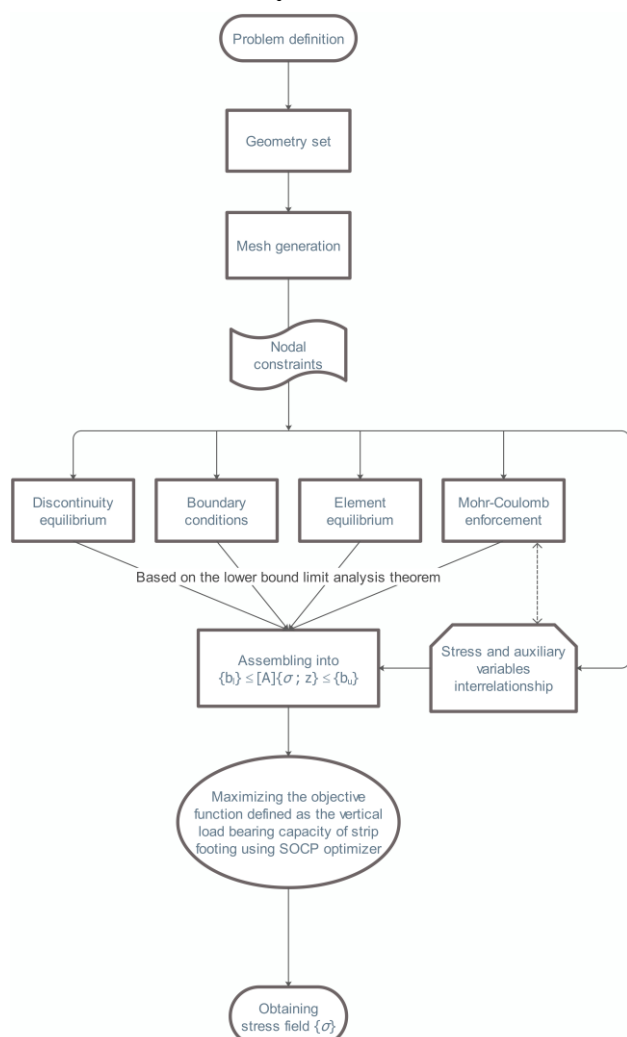 Problem definition
Geometry set
Mesh generation
Nodal
constraints
Discontinuity
equilibrium
Boundary
conditions
Element
equilibrium
Mohr-Coulomb
enforcement
Based on the lower bound limit analysis theorem
Assembling into
{bₗ} ≤ [A]{σ ; z} ≤ {bᵤ}
Stress and auxiliary
variables
interrelationship
Maximizing the objective
function defined as the vertical
load bearing capacity of strip
footing using SOCP optimizer
Obtaining
stress field {σ}